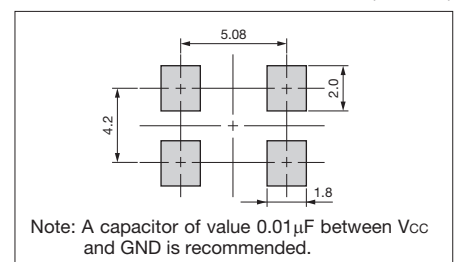 5.08
2.0
4.2
1.8
Note: A capacitor of value 0.01μF between Vcc
and GND is recommended.